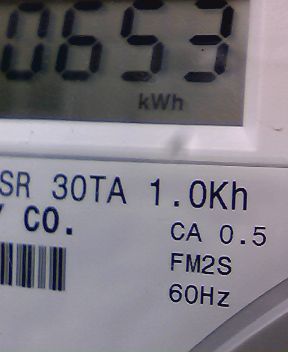 0653
kWh
SR 30TA 1.0Kh
Y CO.
CA 0.5
FM2S
60Hz